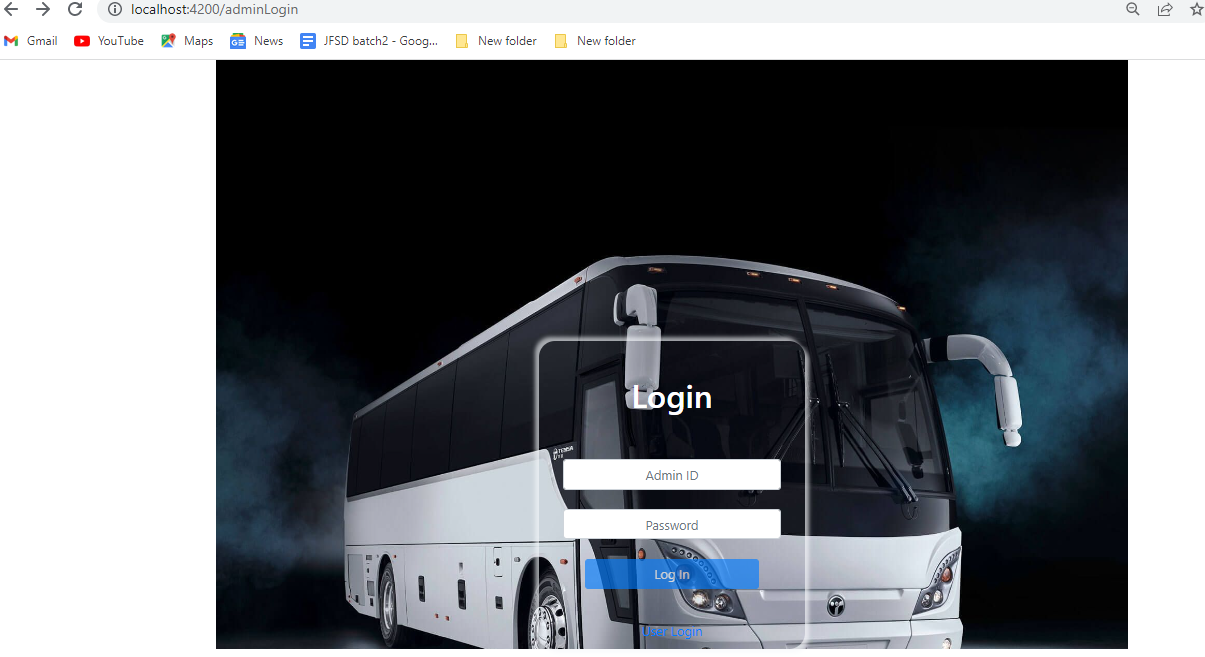 localhost:4200/adminLogin
Gmail YouTube Maps News JFSD batch2 - Goog... New folder New folder
Login
Admin ID
Password
Log In
User Login